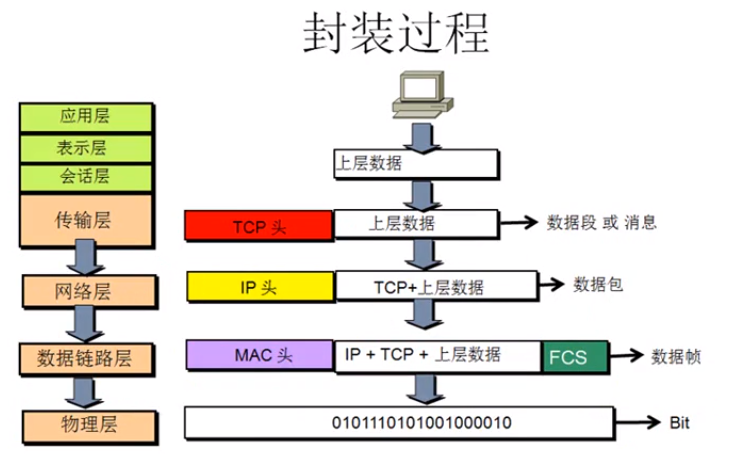 封装过程
应用层
表示层
会话层
传输层
网络层
数据链路层
物理层
上层数据
TCP 头 上层数据 数据段 或 消息
IP 头 TCP+上层数据 数据包
MAC 头 IP + TCP + 上层数据 FCS 数据帧
0101110101001000010 Bit